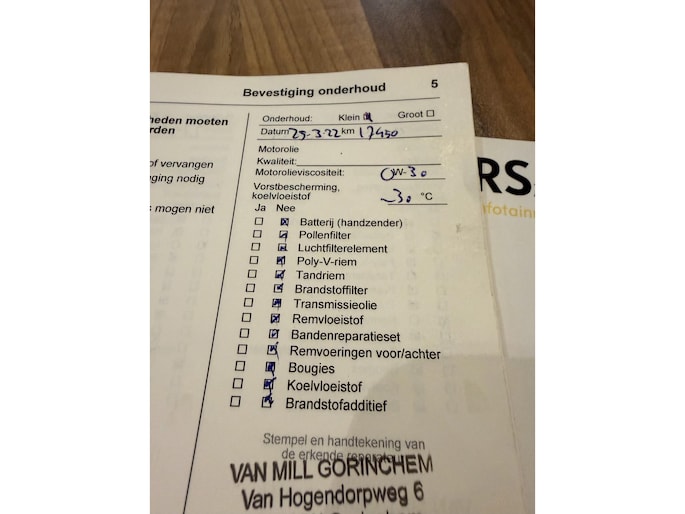 Bevestiging onderhoud 5
heden moeten
rden
of vervangen
ging nodig
s mogen niet
Onderhoud: Klein Groot
Datum 29-3-22 km 17450
Motorolie
Kwaliteit:
Motorolieviscositeit: 0W-30
Vorstbescherming,
koelvloeistof -30 °C
Ja Nee
Batterij (handzender)
Pollenfilter
Luchtfilterelement
Poly-V-riem
Tandriem
Brandstoffilter
Transmissieolie
Remvloeistof
Bandenreparatieset
Remvoeringen voor/achter
Bougies
Koelvloeistof
Brandstofadditief
Stempel en handtekening van
de erkende
VAN MILL GORINCHEM
Van Hogendorpweg 6
RS
nfotain